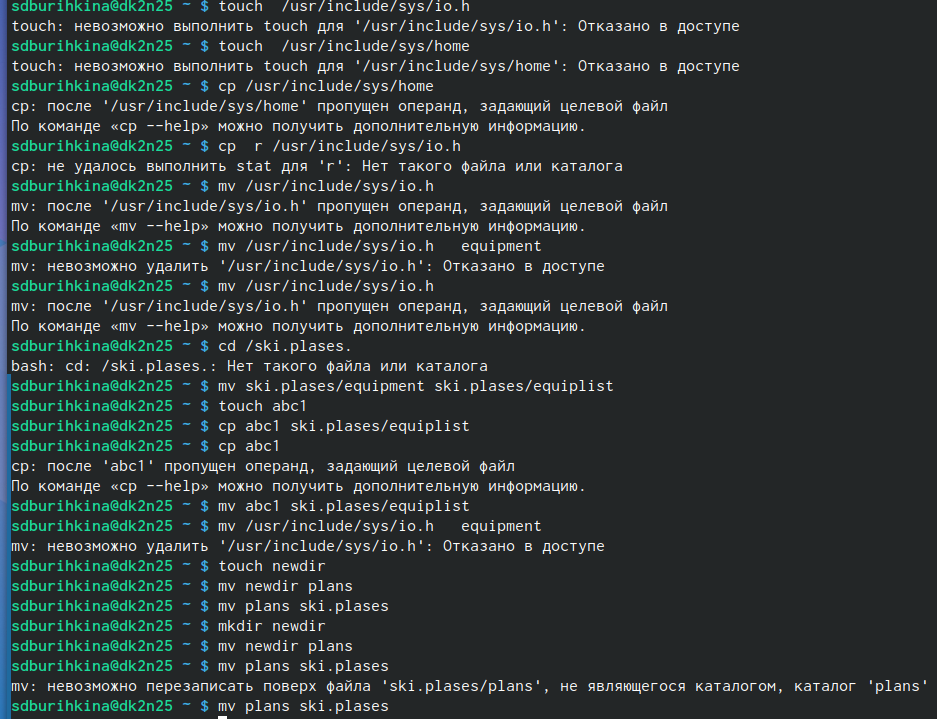 sdburihkina@dk2n25 ~ $ touch  /usr/include/sys/io.h
touch: невозможно выполнить touch для '/usr/include/sys/io.h': Отказано в доступе
sdburihkina@dk2n25 ~ $ touch  /usr/include/sys/home
touch: невозможно выполнить touch для '/usr/include/sys/home': Отказано в доступе
sdburihkina@dk2n25 ~ $ cp /usr/include/sys/home
cp: после '/usr/include/sys/home' пропущен операнд, задающий целевой файл
По команде «cp --help» можно получить дополнительную информацию.
sdburihkina@dk2n25 ~ $ cp  r /usr/include/sys/io.h
cp: не удалось выполнить stat для 'r': Нет такого файла или каталога
sdburihkina@dk2n25 ~ $ mv /usr/include/sys/io.h
mv: после '/usr/include/sys/io.h' пропущен операнд, задающий целевой файл
По команде «mv --help» можно получить дополнительную информацию.
sdburihkina@dk2n25 ~ $ mv /usr/include/sys/io.h   equipment
mv: невозможно удалить '/usr/include/sys/io.h': Отказано в доступе
sdburihkina@dk2n25 ~ $ mv /usr/include/sys/io.h
mv: после '/usr/include/sys/io.h' пропущен операнд, задающий целевой файл
По команде «mv --help» можно получить дополнительную информацию.
sdburihkina@dk2n25 ~ $ cd /ski.plases.
bash: cd: /ski.plases.: Нет такого файла или каталога
sdburihkina@dk2n25 ~ $ mv ski.plases/equipment ski.plases/equiplist
sdburihkina@dk2n25 ~ $ touch abc1
sdburihkina@dk2n25 ~ $ cp abc1 ski.plases/equiplist
sdburihkina@dk2n25 ~ $ cp abc1
cp: после 'abc1' пропущен операнд, задающий целевой файл
По команде «cp --help» можно получить дополнительную информацию.
sdburihkina@dk2n25 ~ $ mv abc1 ski.plases/equiplist
sdburihkina@dk2n25 ~ $ mv /usr/include/sys/io.h   equipment
mv: невозможно удалить '/usr/include/sys/io.h': Отказано в доступе
sdburihkina@dk2n25 ~ $ touch newdir
sdburihkina@dk2n25 ~ $ mv newdir plans
sdburihkina@dk2n25 ~ $ mv plans ski.plases
sdburihkina@dk2n25 ~ $ mkdir newdir
sdburihkina@dk2n25 ~ $ mv newdir plans
sdburihkina@dk2n25 ~ $ mv plans ski.plases
mv: невозможно перезаписать поверх файла 'ski.plases/plans', не являющегося каталогом, каталог 'plans'
sdburihkina@dk2n25 ~ $ mv plans ski.plases